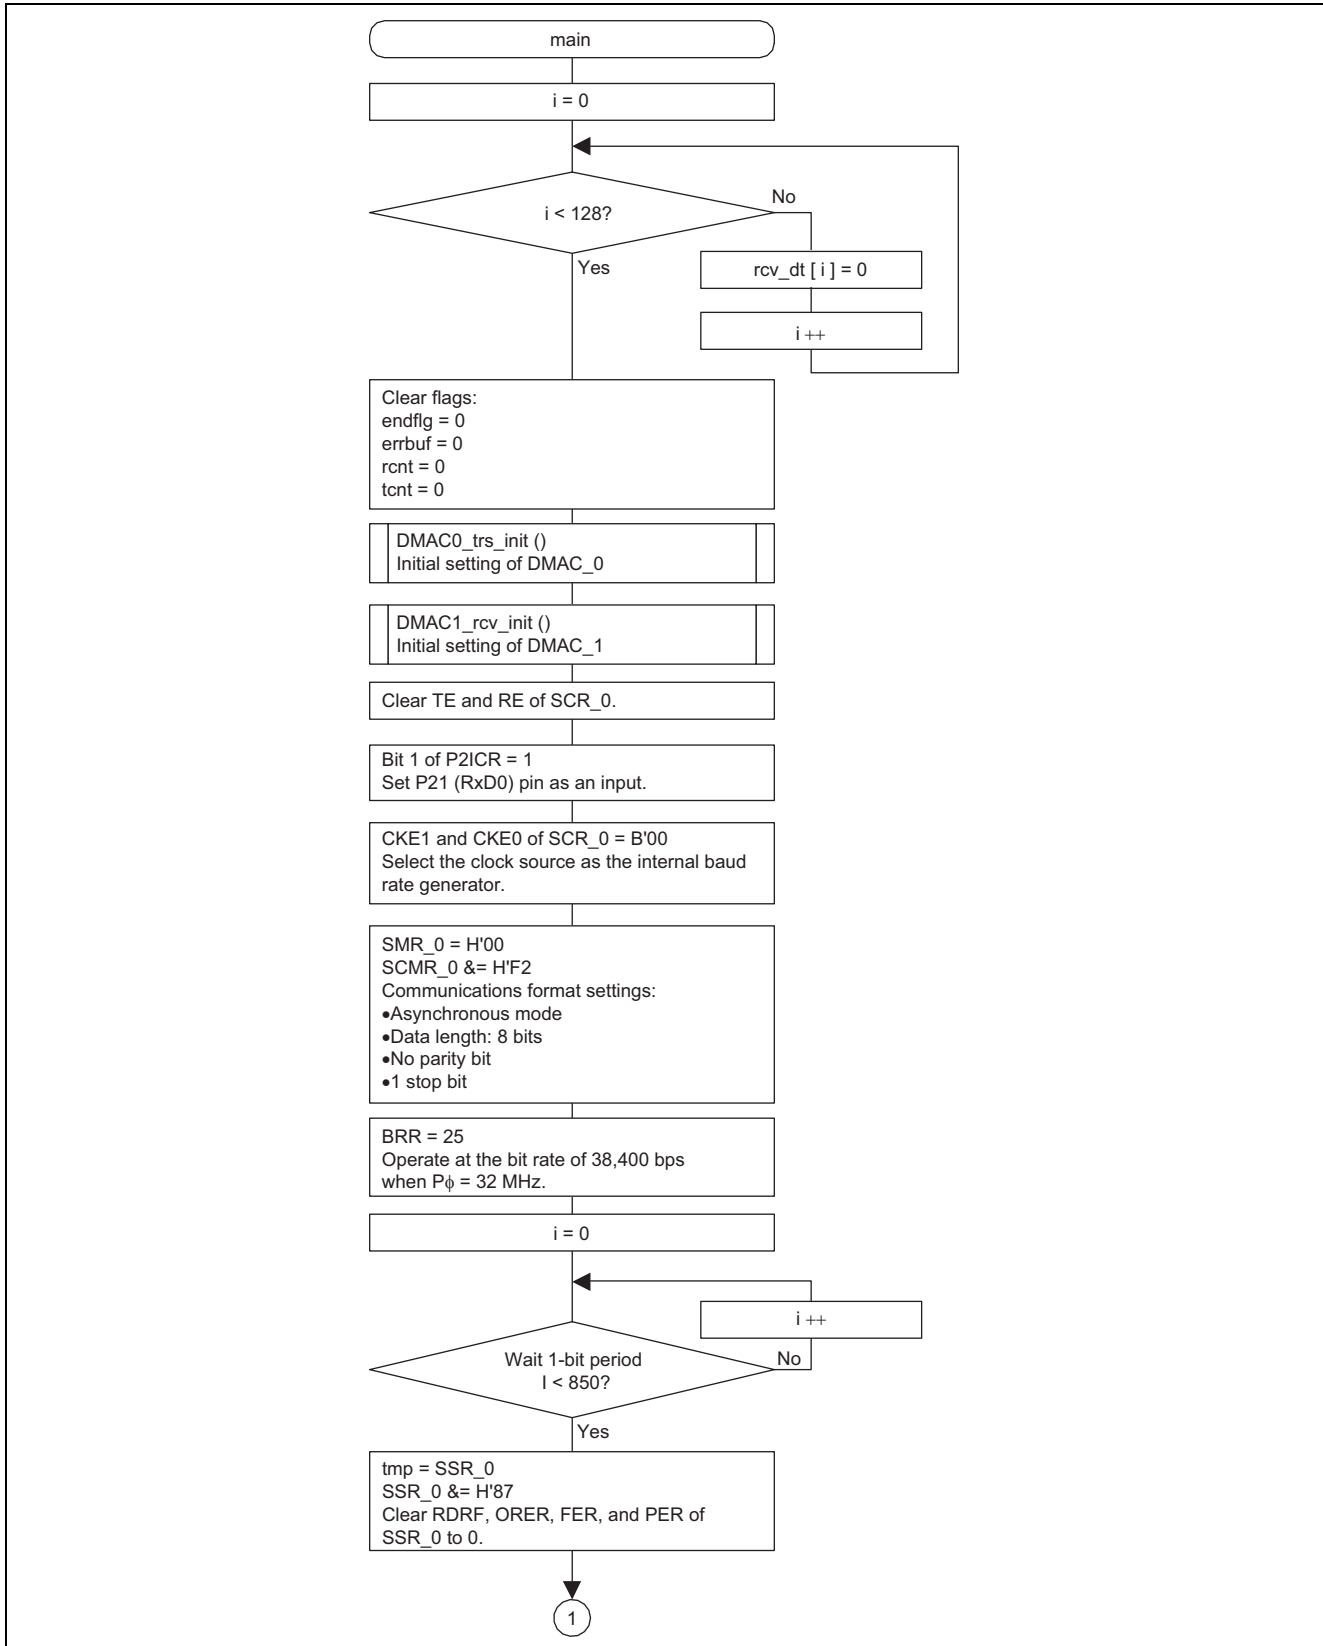 main
i = 0
i < 128?
No
Yes
rcv_dt [ i ] = 0
i ++
Clear flags:
endflg = 0
errbuf = 0
rcnt = 0
tcnt = 0
DMAC0_trs_init ()
Initial setting of DMAC_0
DMAC1_rcv_init ()
Initial setting of DMAC_1
Clear TE and RE of SCR_0.
Bit 1 of P2ICR = 1
Set P21 (RxD0) pin as an input.
CKE1 and CKE0 of SCR_0 = B'00
Select the clock source as the internal baud
rate generator.
SMR_0 = H'00
SCMR_0 &= H'F2
Communications format settings:
•Asynchronous mode
•Data length: 8 bits
•No parity bit
•1 stop bit
BRR = 25
Operate at the bit rate of 38,400 bps
when Pϕ = 32 MHz.
i = 0
i ++
Wait 1-bit period
I < 850?
No
Yes
tmp = SSR_0
SSR_0 &= H'87
Clear RDRF, ORER, FER, and PER of
SSR_0 to 0.
1